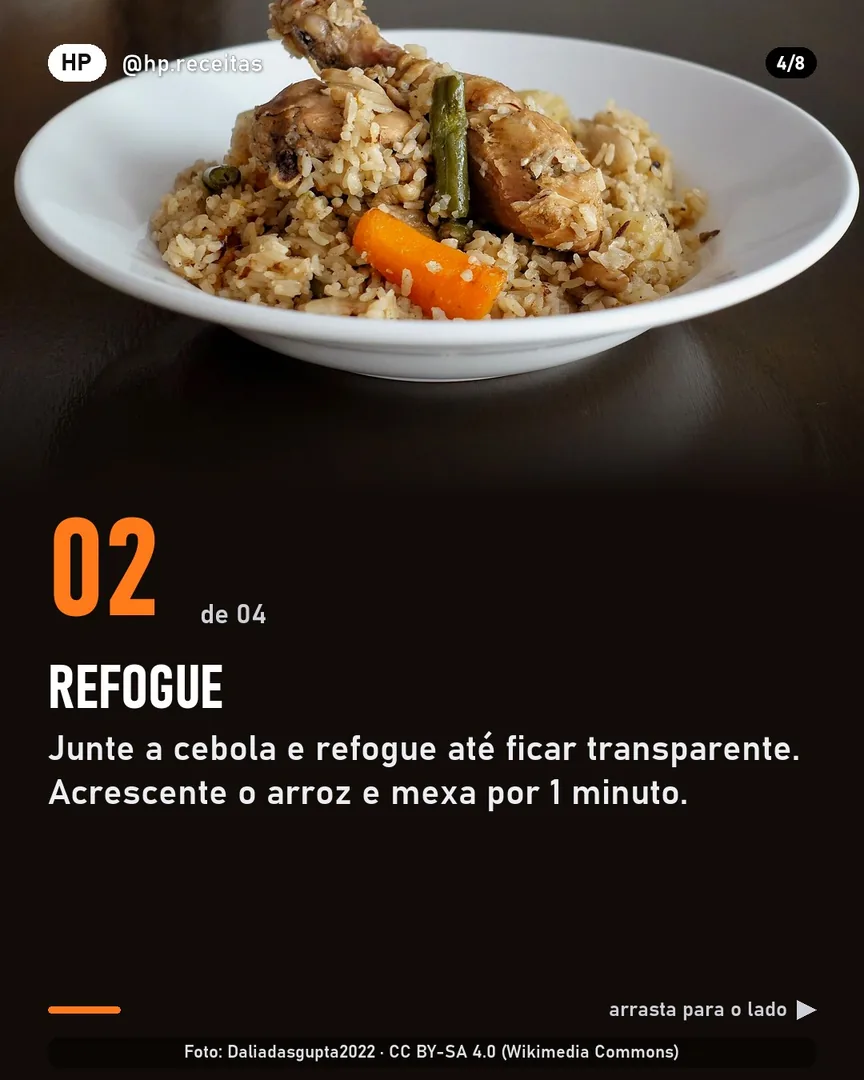 HP @hp.receitas 4/8
02 de 04
REFOGUE
Junte a cebola e refogue até ficar transparente.
Acrescente o arroz e mexa por 1 minuto.
arrasta para o lado ▶
Foto: Daliadasgupta2022 · CC BY-SA 4.0 (Wikimedia Commons)